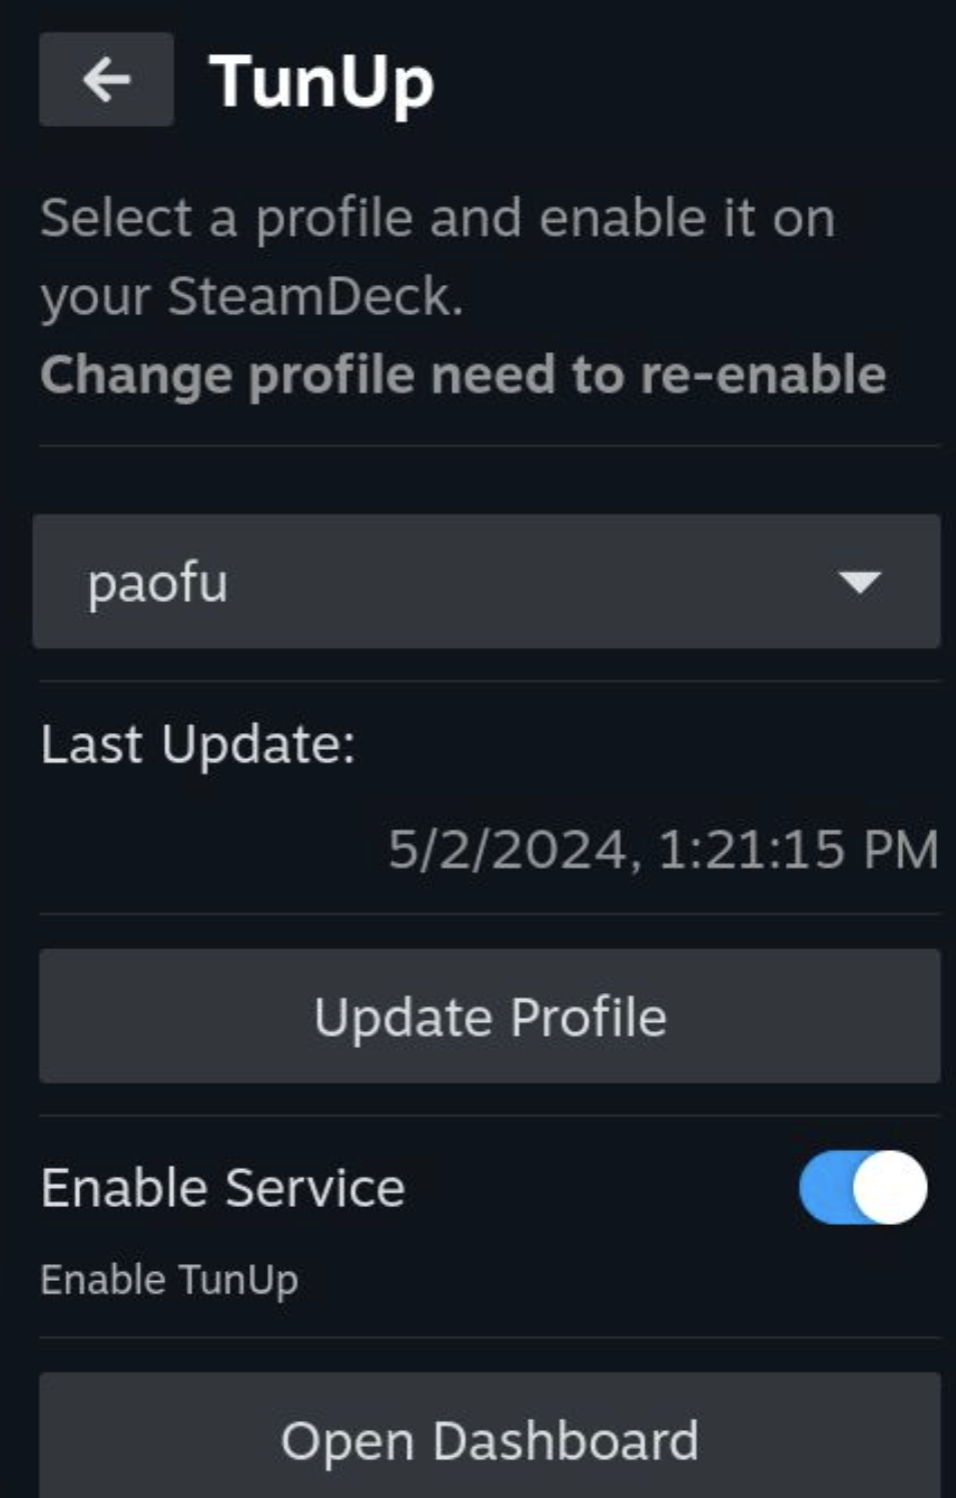 TunUp
Select a profile and enable it on
your SteamDeck.
Change profile need to re-enable
paofu
Last Update:
5/2/2024, 1:21:15 PM
Update Profile
Enable Service
Enable TunUp
Open Dashboard